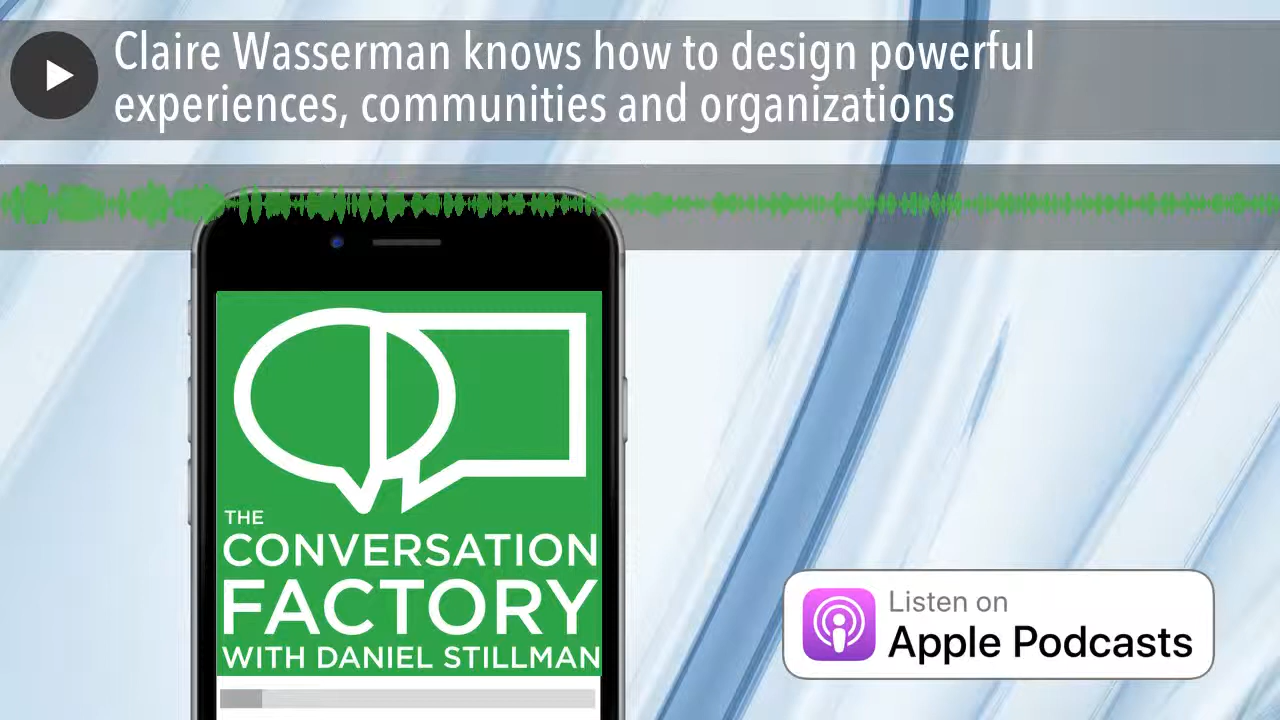 Claire Wasserman knows how to design powerful
experiences, communities and organizations
THE
CONVERSATION
FACTORY
WITH DANIEL STILLMAN
Listen on
Apple Podcasts